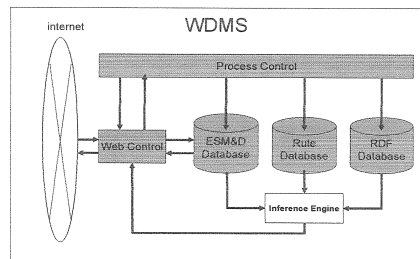 internet
WDMS
Process Control
Web Control
ESM&D
Database
Rule
Database
RDF
Database
Inference Engine